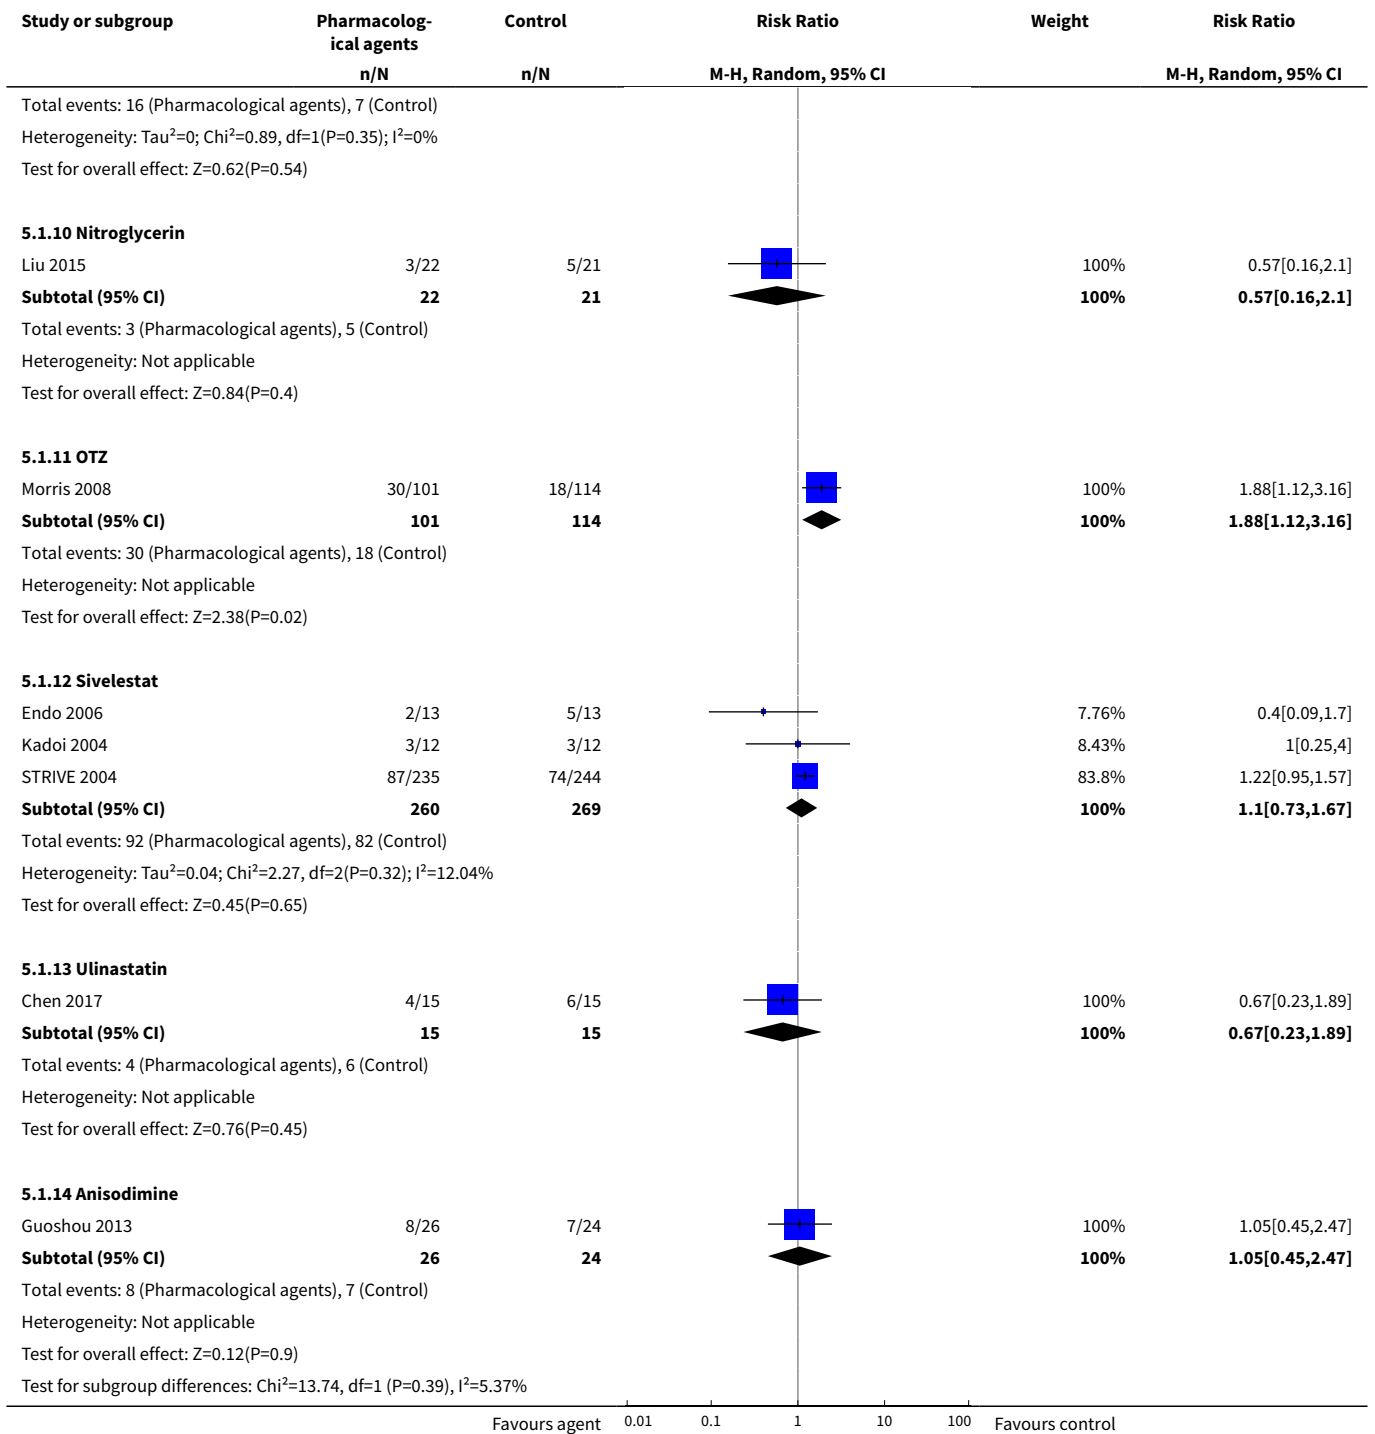 Study or subgroup Pharmacolog- Control Risk Ratio Weight Risk Ratio
ical agents
n/N n/N M-H, Random, 95% CI M-H, Random, 95% CI
Total events: 16 (Pharmacological agents), 7 (Control)
Heterogeneity: Tau²=0; Chi²=0.89, df=1(P=0.35); I²=0%
Test for overall effect: Z=0.62(P=0.54)
5.1.10 Nitroglycerin
Liu 2015 3/22 5/21 100% 0.57[0.16,2.1]
Subtotal (95% CI) 22 21 100% 0.57[0.16,2.1]
Total events: 3 (Pharmacological agents), 5 (Control)
Heterogeneity: Not applicable
Test for overall effect: Z=0.84(P=0.4)
5.1.11 OTZ
Morris 2008 30/101 18/114 100% 1.88[1.12,3.16]
Subtotal (95% CI) 101 114 100% 1.88[1.12,3.16]
Total events: 30 (Pharmacological agents), 18 (Control)
Heterogeneity: Not applicable
Test for overall effect: Z=2.38(P=0.02)
5.1.12 Sivelestat
Endo 2006 2/13 5/13 7.76% 0.4[0.09,1.7]
Kadoi 2004 3/12 3/12 8.43% 1[0.25,4]
STRIVE 2004 87/235 74/244 83.8% 1.22[0.95,1.57]
Subtotal (95% CI) 260 269 100% 1.1[0.73,1.67]
Total events: 92 (Pharmacological agents), 82 (Control)
Heterogeneity: Tau²=0.04; Chi²=2.27, df=2(P=0.32); I²=12.04%
Test for overall effect: Z=0.45(P=0.65)
5.1.13 Ulinastatin
Chen 2017 4/15 6/15 100% 0.67[0.23,1.89]
Subtotal (95% CI) 15 15 100% 0.67[0.23,1.89]
Total events: 4 (Pharmacological agents), 6 (Control)
Heterogeneity: Not applicable
Test for overall effect: Z=0.76(P=0.45)
5.1.14 Anisodimine
Guoshou 2013 8/26 7/24 100% 1.05[0.45,2.47]
Subtotal (95% CI) 26 24 100% 1.05[0.45,2.47]
Total events: 8 (Pharmacological agents), 7 (Control)
Heterogeneity: Not applicable
Test for overall effect: Z=0.12(P=0.9)
Test for subgroup differences: Chi²=13.74, df=1 (P=0.39), I²=5.37%
Favours agent 0.01 0.1 1 10 100 Favours control